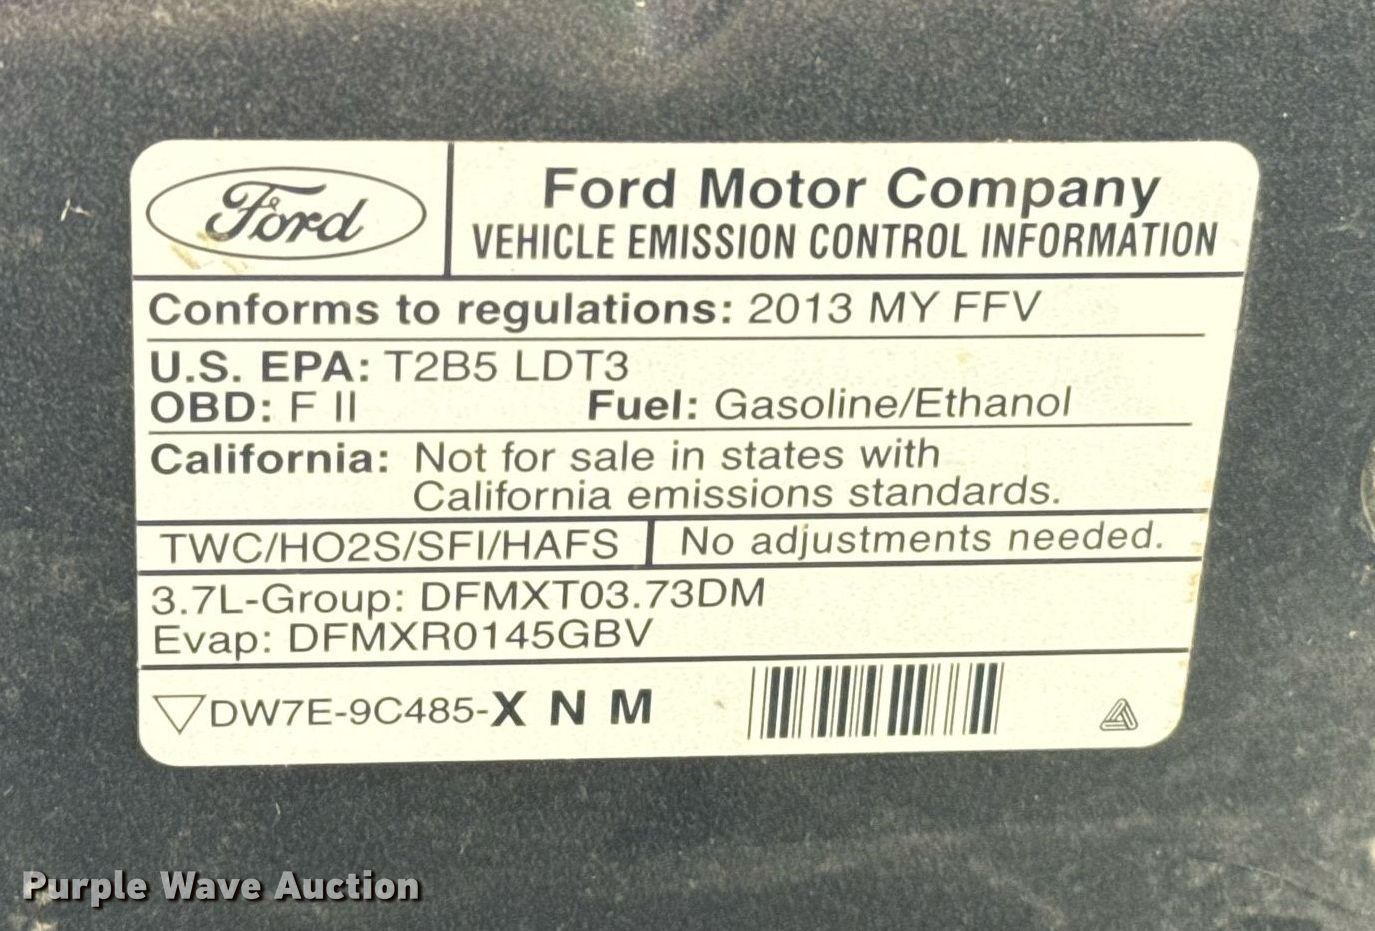 Ford
Ford Motor Company
VEHICLE EMISSION CONTROL INFORMATION
Conforms to regulations: 2013 MY FFV
U.S. EPA: T2B5 LDT3
OBD: F II Fuel: Gasoline/Ethanol
California: Not for sale in states with
California emissions standards.
TWC/HO2S/SFI/HAFS No adjustments needed.
3.7L-Group: DFMXT03.73DM
Evap: DFMXR0145GBV
DW7E-9C485-X N M
Purple Wave Auction